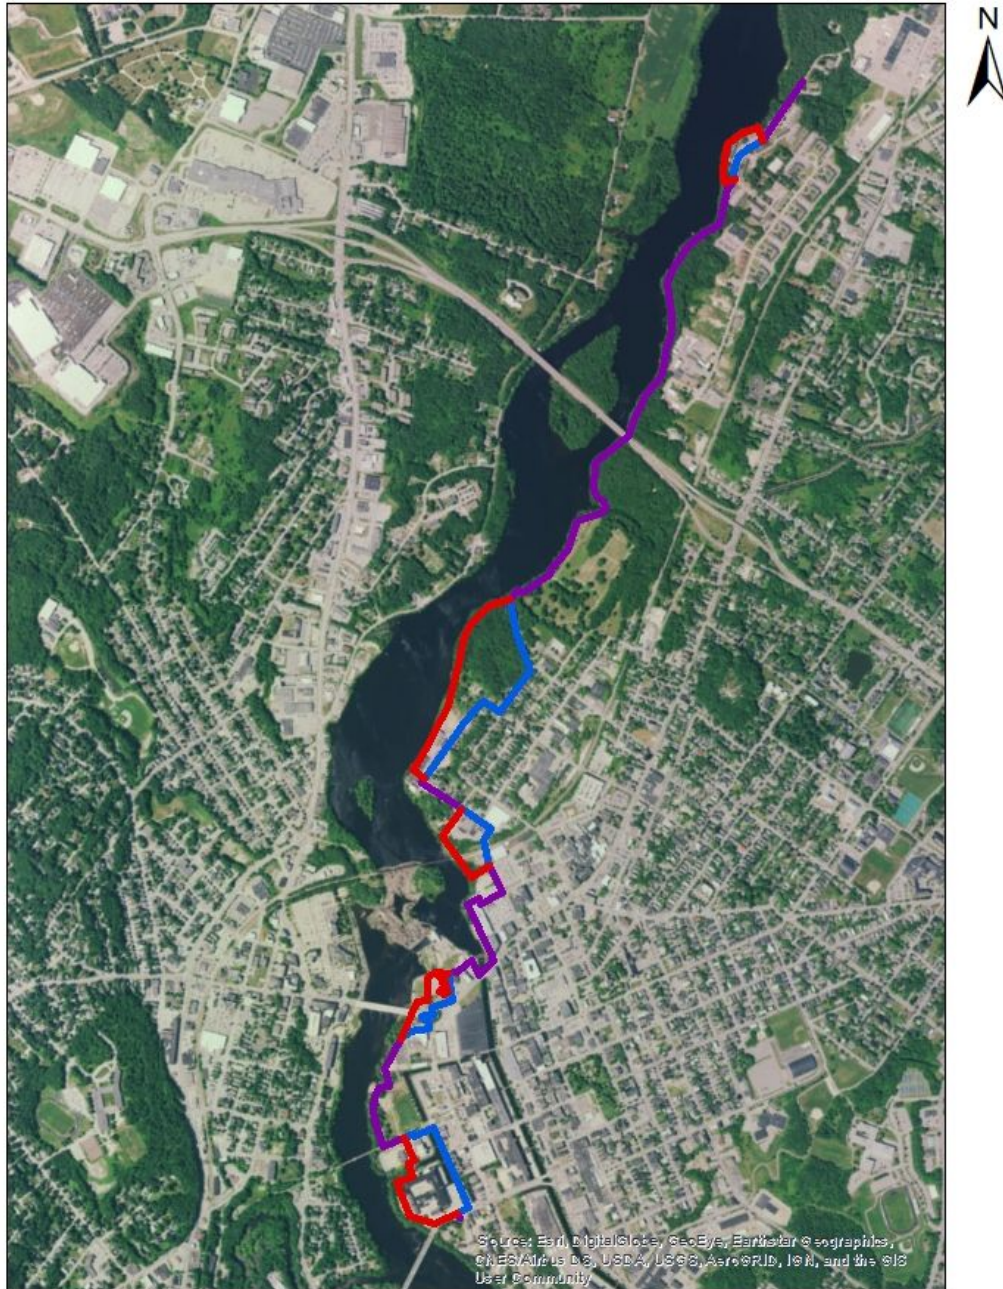 N
Source: Esri, DigitalGlobe, GeoEye, Earthstar Geographics,
CNES/Airbus DS, USDA, USGS, AeroGRID, IGN, and the GIS
User Community